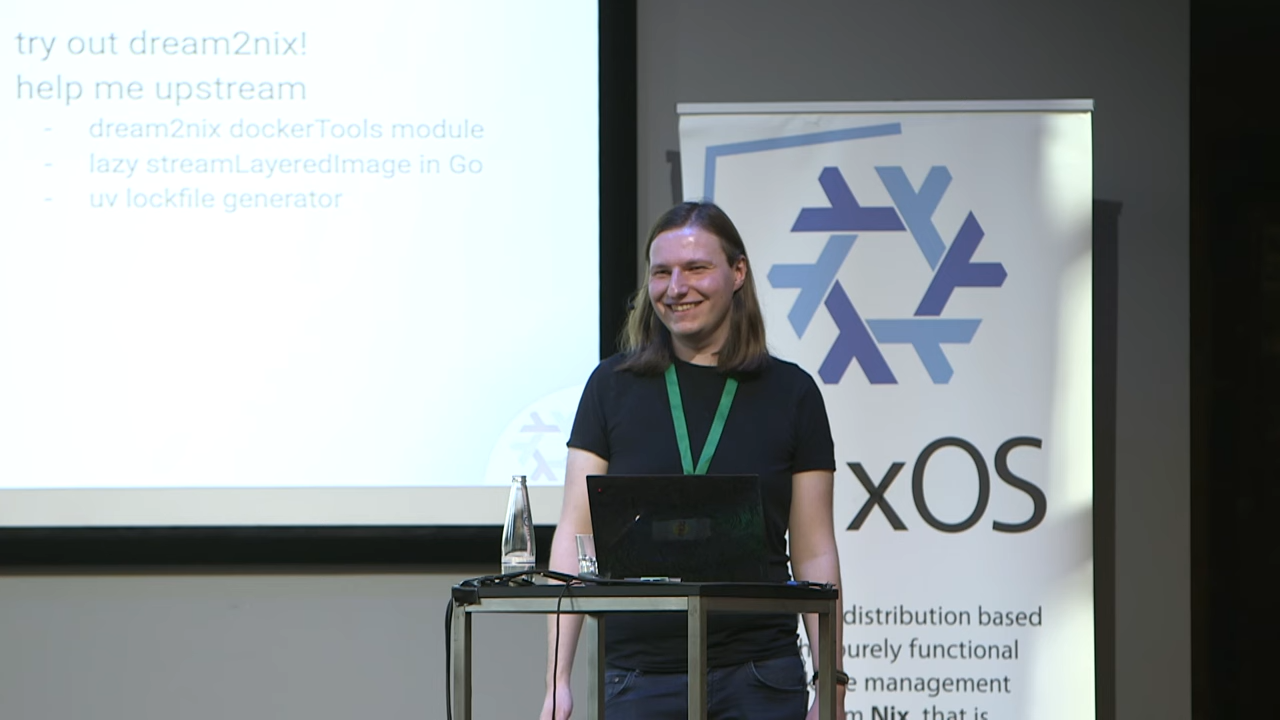 try out dream2nix!
help me upstream
- dream2nix dockerTools module
- lazy streamLayeredImage in Go
- uv lockfile generator
xOS
distribution based
purely functional
management
Nix, that is